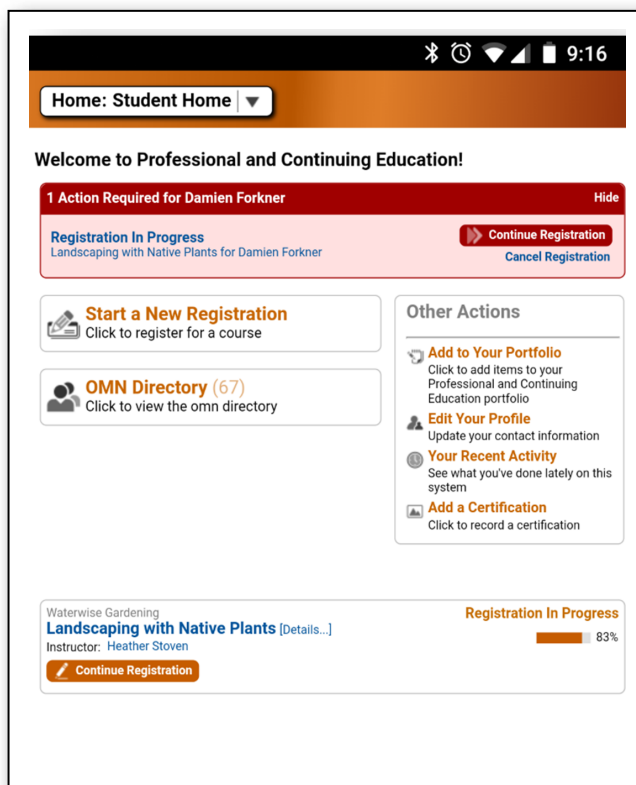 9:16
Home: Student Home
Welcome to Professional and Continuing Education!
1 Action Required for Damien Forkner
Hide
Registration In Progress
Landscaping with Native Plants for Damien Forkner
Continue Registration
Cancel Registration
Start a New Registration
Click to register for a course
OMN Directory (67)
Click to view the omn directory
Other Actions
Add to Your Portfolio
Click to add items to your
Professional and Continuing
Education portfolio
Edit Your Profile
Update your contact information
Your Recent Activity
See what you've done lately on this
system
Add a Certification
Click to record a certification
Waterwise Gardening
Landscaping with Native Plants [Details...]
Instructor: Heather Stoven
Continue Registration
Registration In Progress
83%